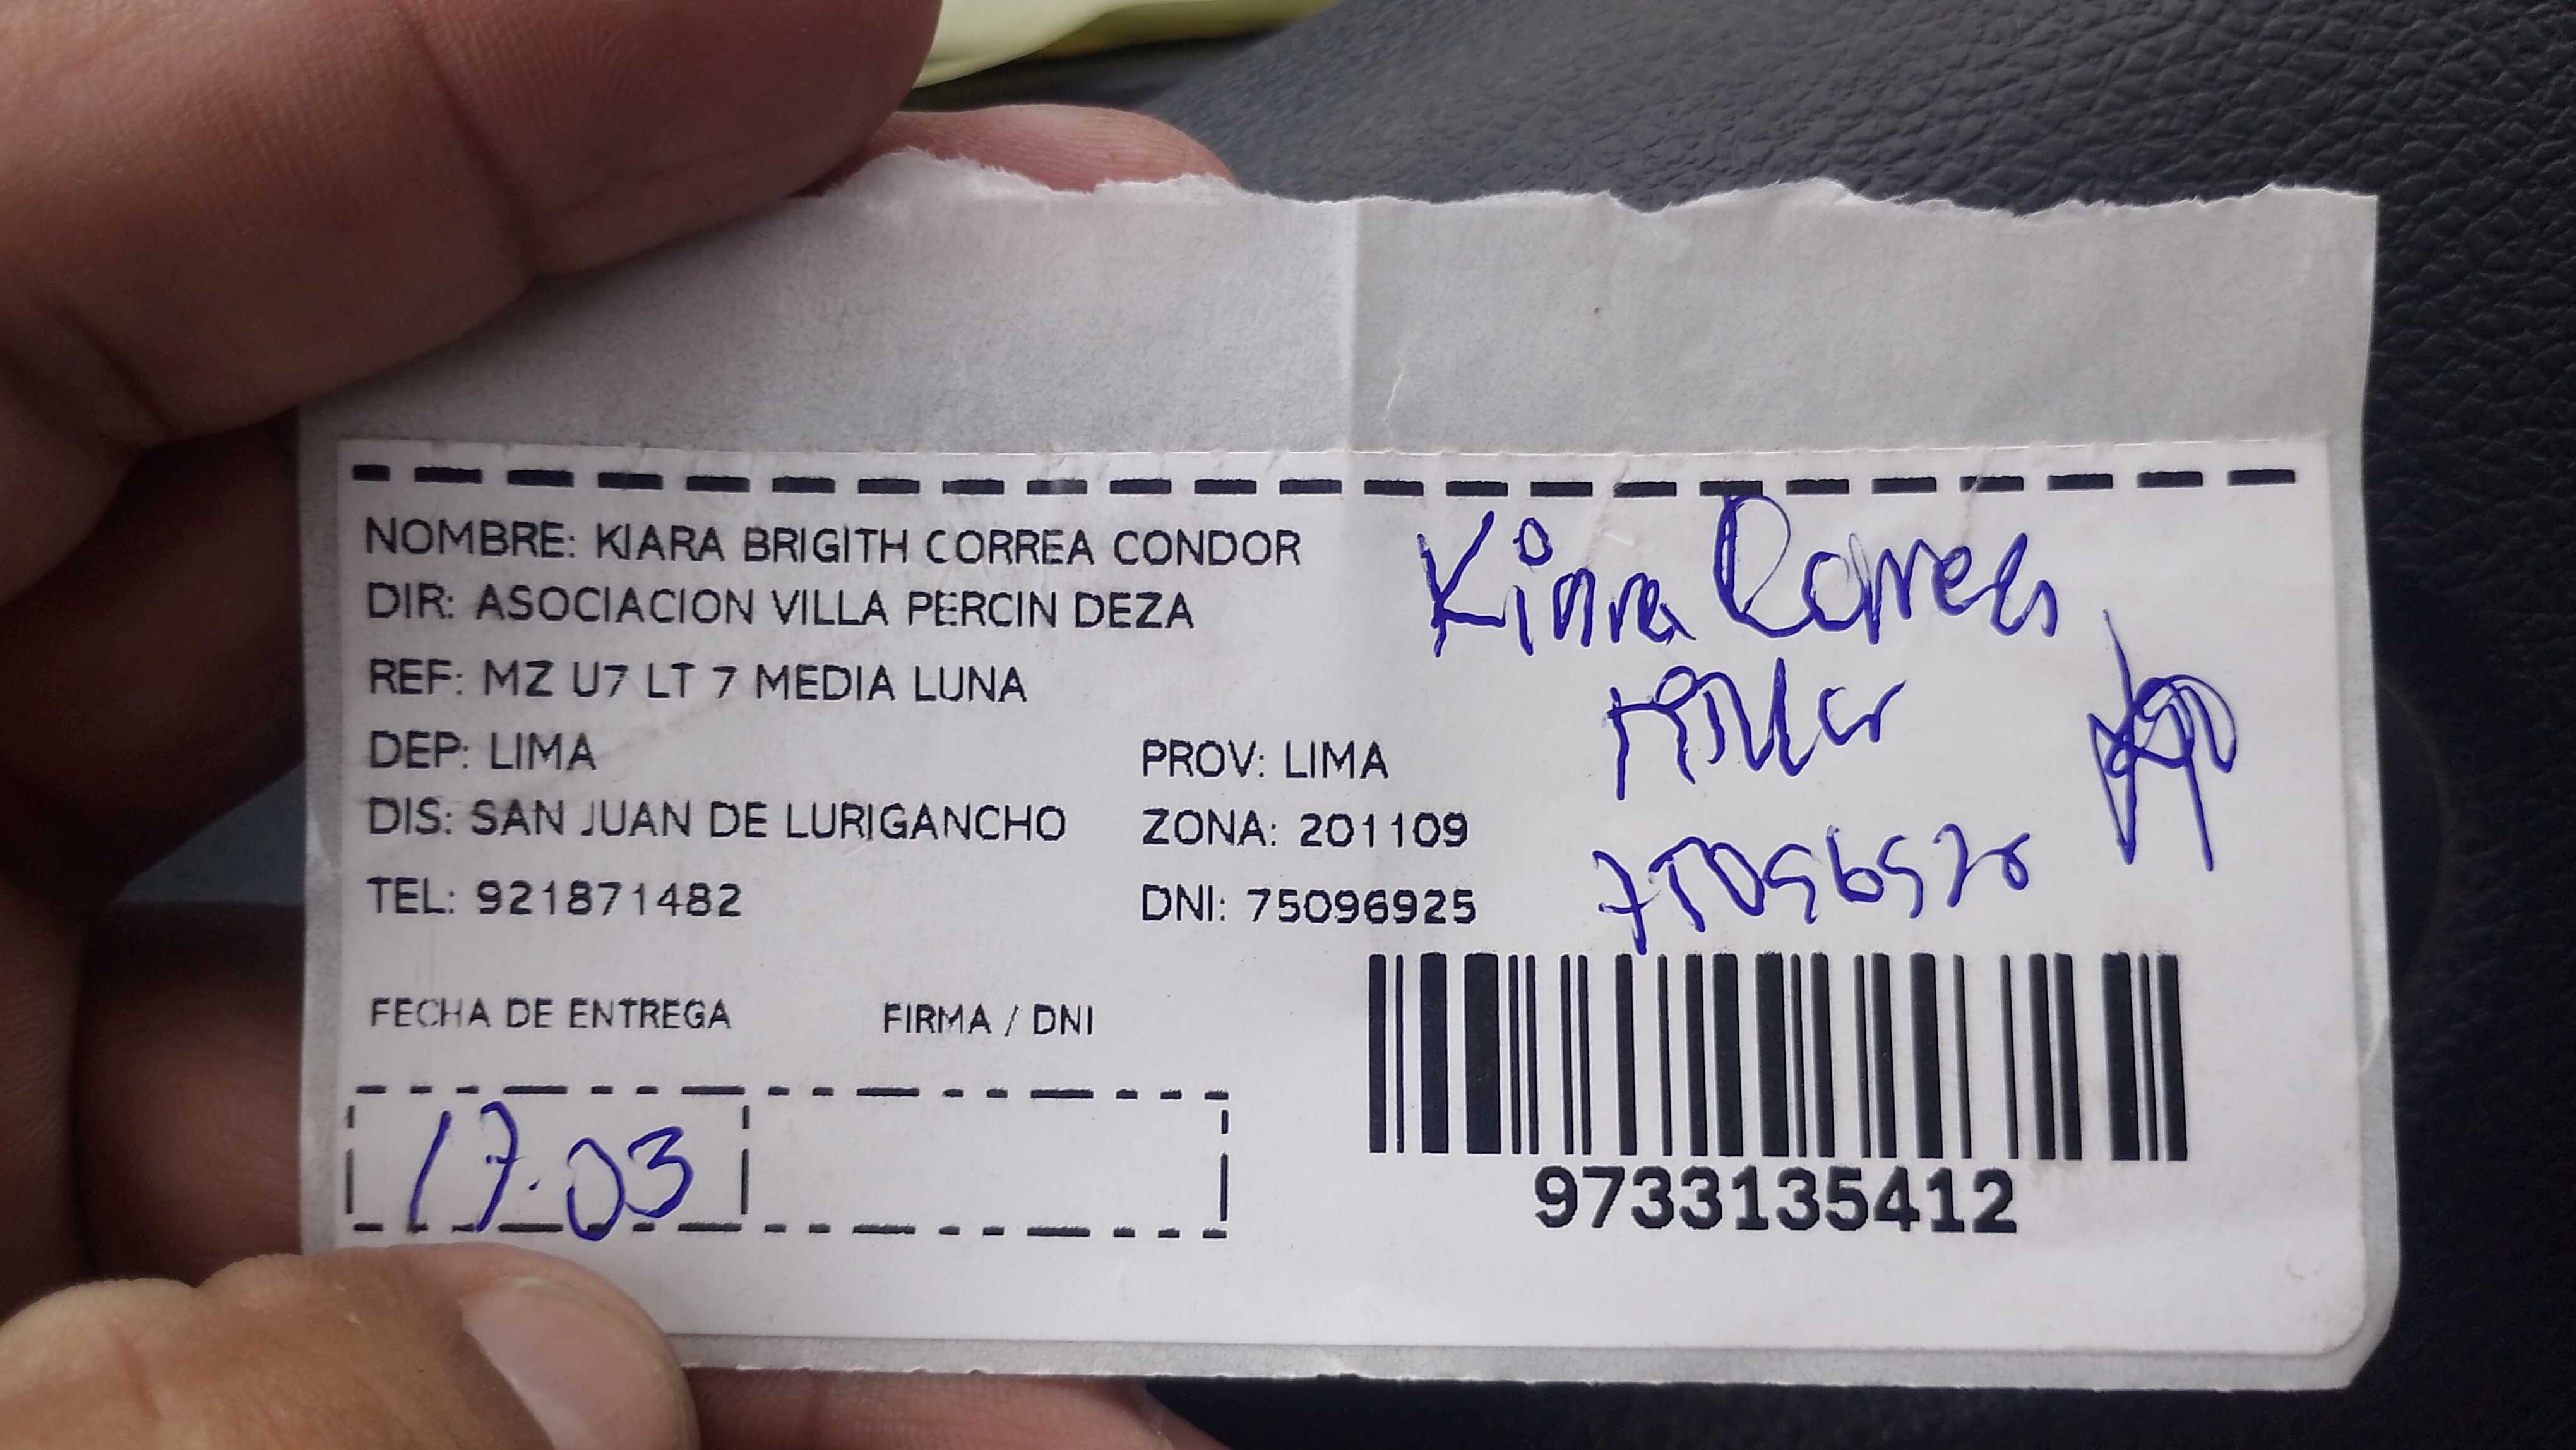 NOMBRE: KIARA BRIGITH CORREA CONDOR
DIR: ASOCIACION VILLA PERCIN DEZA
REF: MZ U7 LT 7 MEDIA LUNA
DEP: LIMA
PROV: LIMA
DIS: SAN JUAN DE LURIGANCHO
ZONA: 201109
TEL: 921871482
DNI: 75096925
Kiara Correa
FECHA DE ENTREGA
FIRMA / DNI
17.03
9733135412